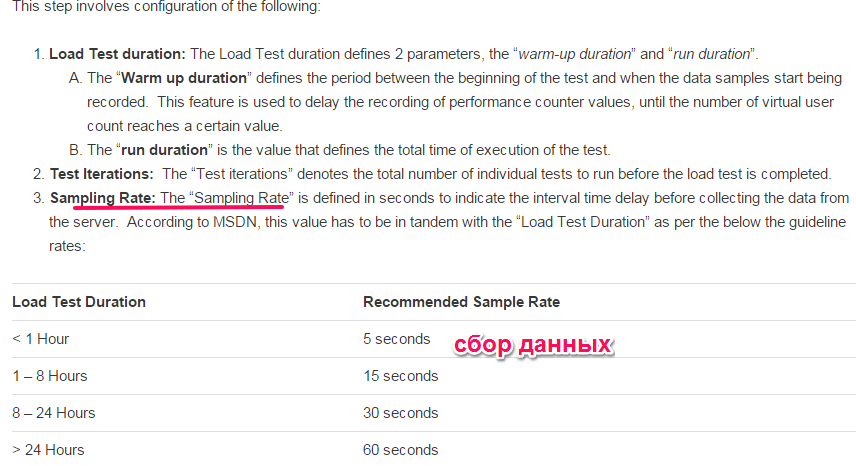 This step involves configuration of the following:
1. Load Test duration: The Load Test duration defines 2 parameters, the “warm-up duration” and “run duration”.
A. The “Warm up duration” defines the period between the beginning of the test and when the data samples start being
recorded. This feature is used to delay the recording of performance counter values, until the number of virtual user
count reaches a certain value.
B. The “run duration” is the value that defines the total time of execution of the test.
2. Test Iterations: The “Test iterations” denotes the total number of individual tests to run before the load test is completed.
3. Sampling Rate: The “Sampling Rate” is defined in seconds to indicate the interval time delay before collecting the data from
the server. According to MSDN, this value has to be in tandem with the “Load Test Duration” as per the below the guideline
rates:
Load Test Duration Recommended Sample Rate
< 1 Hour 5 seconds сбор данных
1 – 8 Hours 15 seconds
8 – 24 Hours 30 seconds
> 24 Hours 60 seconds